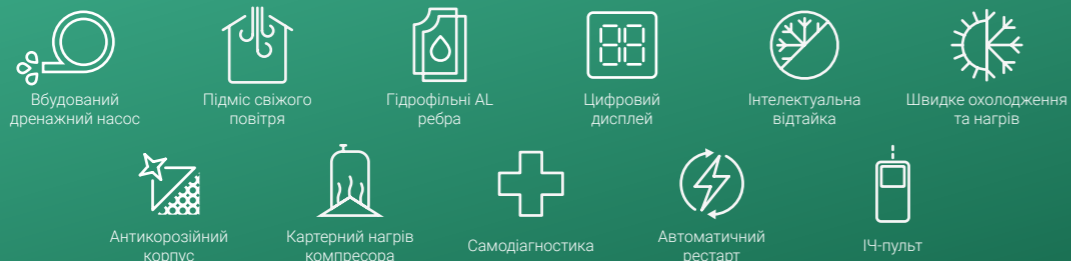 Вбудований
дренажний насос
Підміс свіжого
повітря
Гідрофільні AL
ребра
Цифровий
дисплей
Інтелектуальна
відтайка
Швидке охолодження
та нагрів
Антикорозійний
корпус
Картерний нагрів
компресора
Самодіагностика
Автоматичний
рестарт
ІЧ-пульт